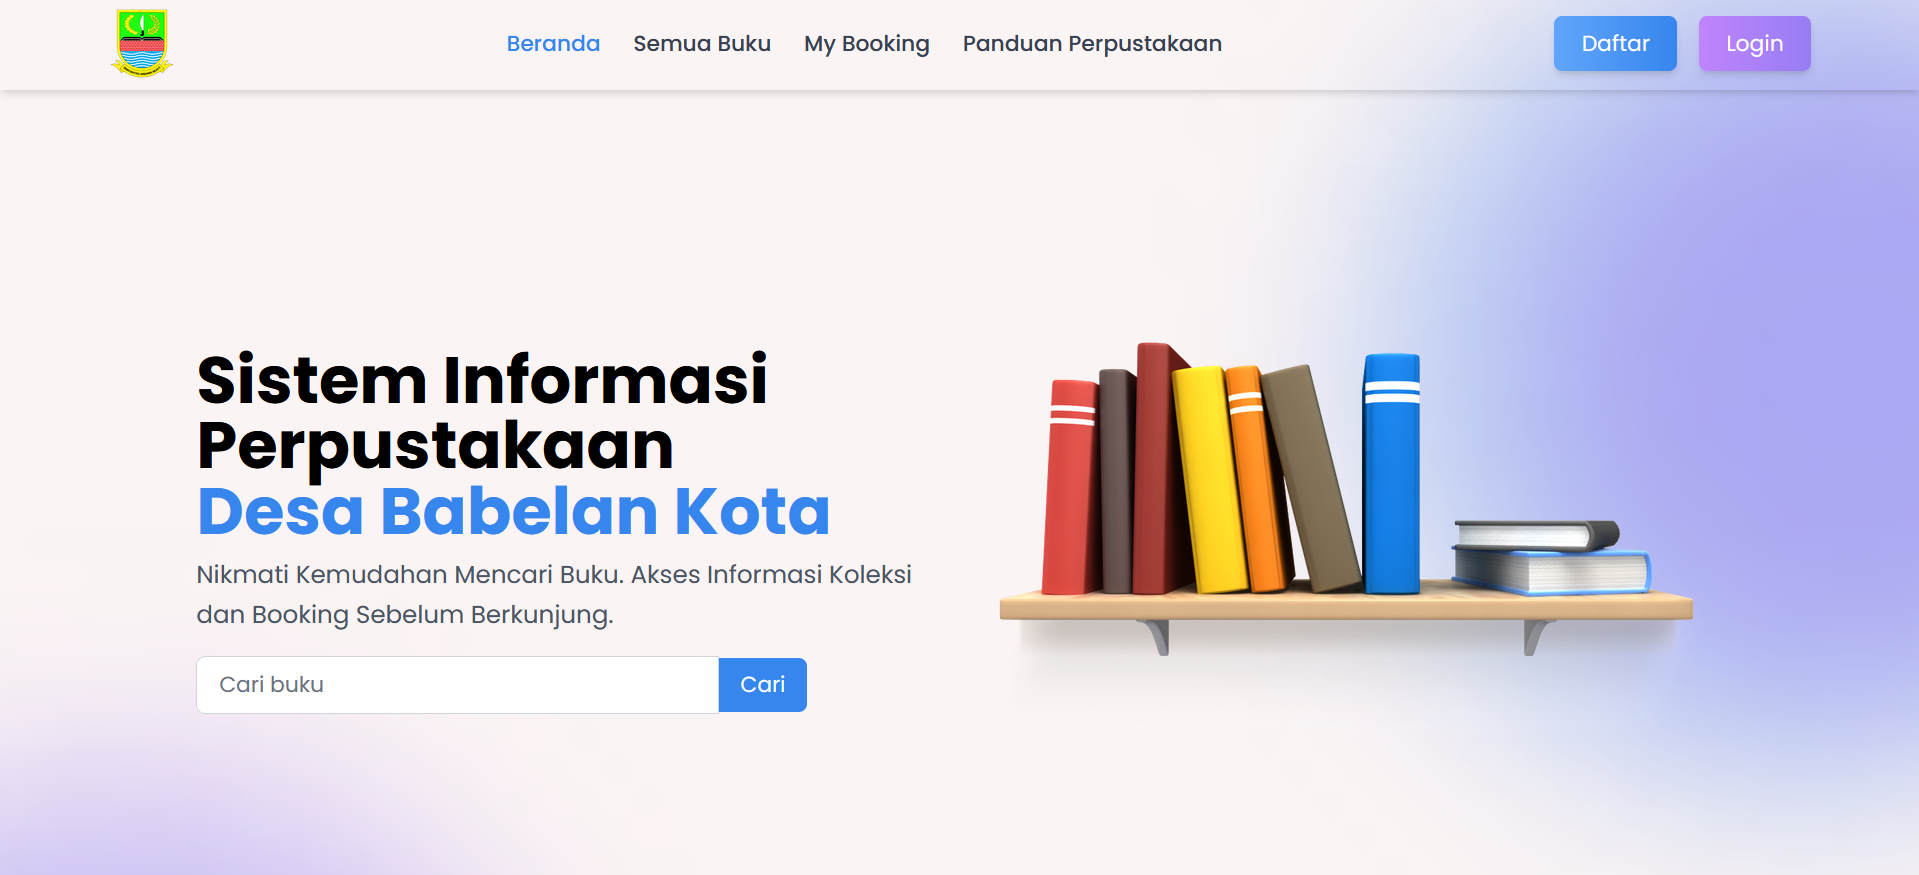 Beranda
Semua Buku
My Booking
Panduan Perpustakaan
Daftar
Login
Sistem Informasi
Perpustakaan
Desa Babelan Kota
Nikmati Kemudahan Mencari Buku. Akses Informasi Koleksi
dan Booking Sebelum Berkunjung.
Cari buku
Cari